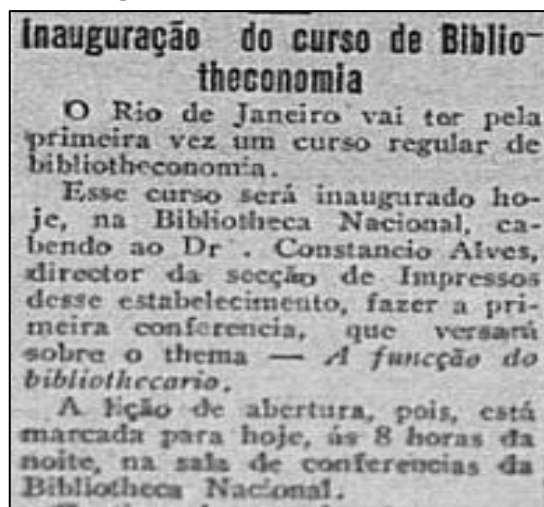 Inauguração do curso de Biblio-
theconomia
O Rio de Janeiro vai ter pela
primeira vez um curso regular de
bibliotheconomia.
Esse curso será inaugurado ho-
je, na Bibliotheca Nacional, ca-
bendo ao Dr . Constancio Alves,
director da secção de Impressos
desse estabelecimento, fazer a pri-
meira conferencia, que versará
sobre o thema — A funcção do
bibliothecario.
A lição de abertura, pois, está
marcada para hoje, ás 8 horas da
noite, na sala de conferencias da
Bibliotheca Nacional.